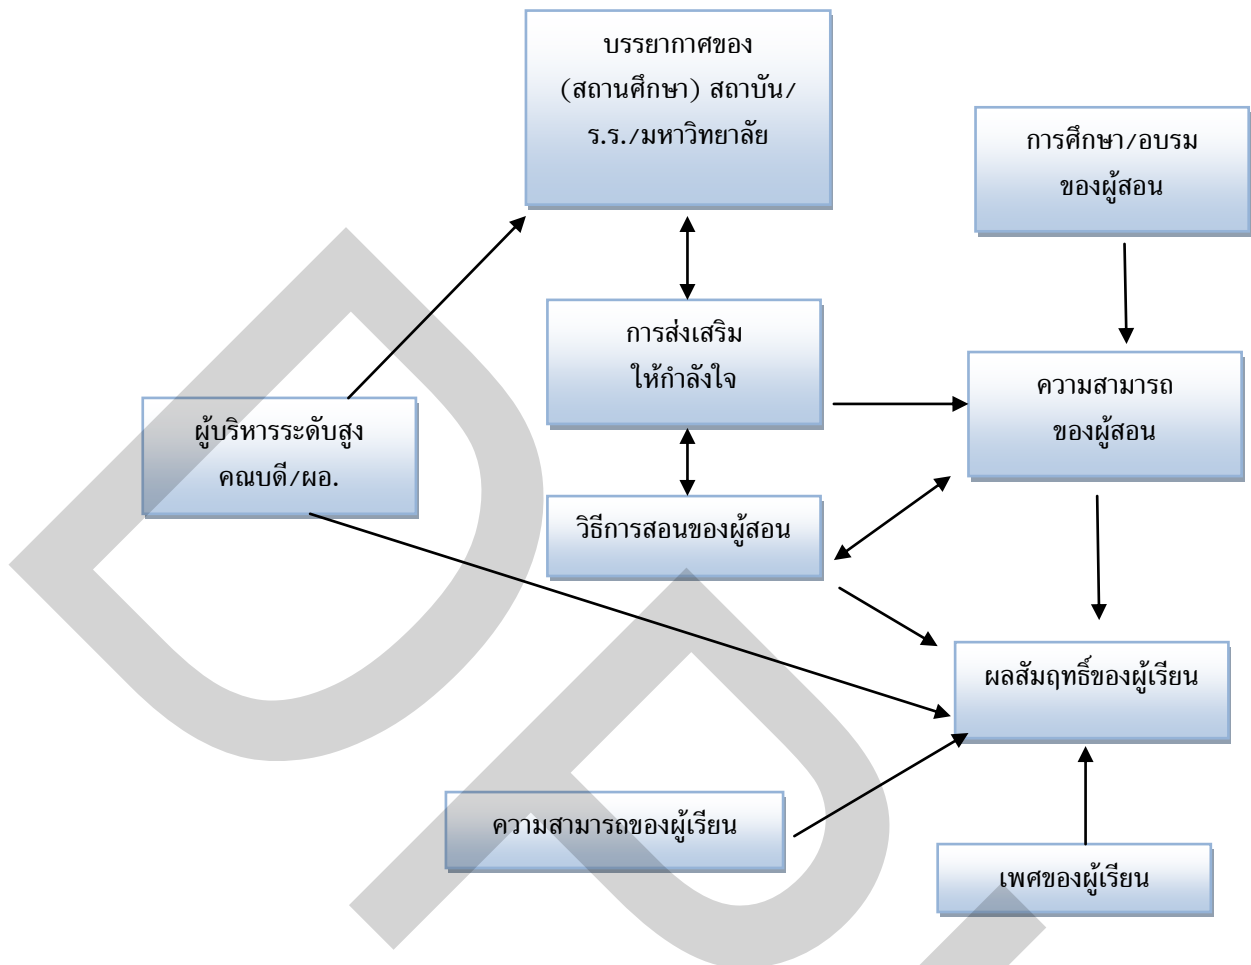 บรรยากาศของ
(สถานศึกษา) สถาบัน/
ร.ร./มหาวิทยาลัย
การศึกษา/อบรม
ของผู้สอน
การส่งเสริม
ให้กำลังใจ
ความสามารถ
ของผู้สอน
ผู้บริหารระดับสูง
คณบดี/ผอ.
วิธีการสอนของผู้สอน
ผลสัมฤทธิ์ของผู้เรียน
ความสามารถของผู้เรียน
เพศของผู้เรียน